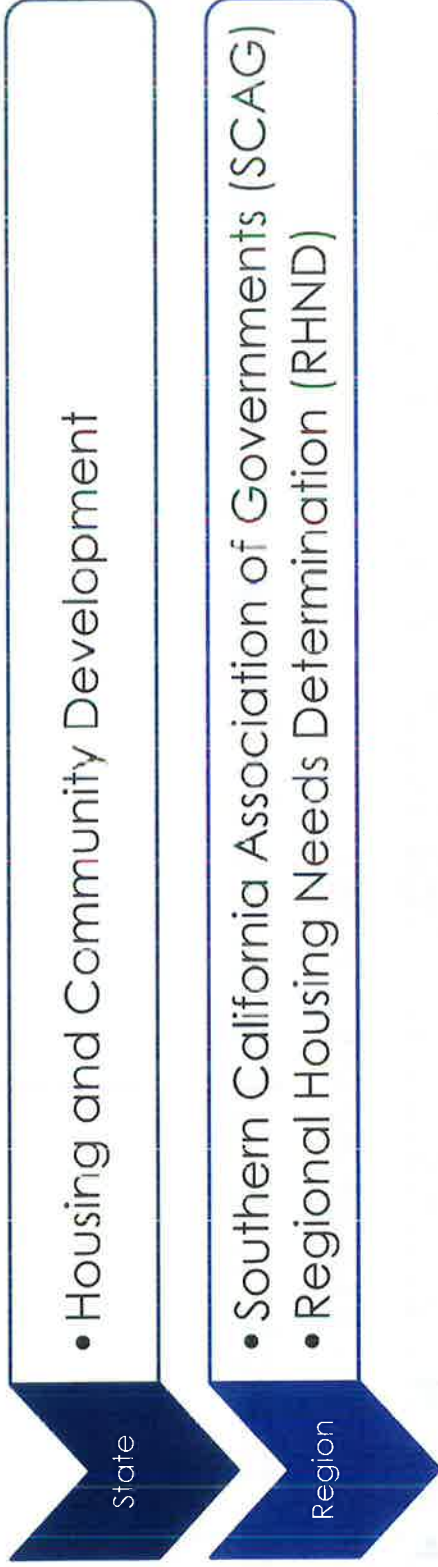 State
• Housing and Community Development
Region
• Southern California Association of Governments (SCAG)
• Regional Housing Needs Determination (RHND)